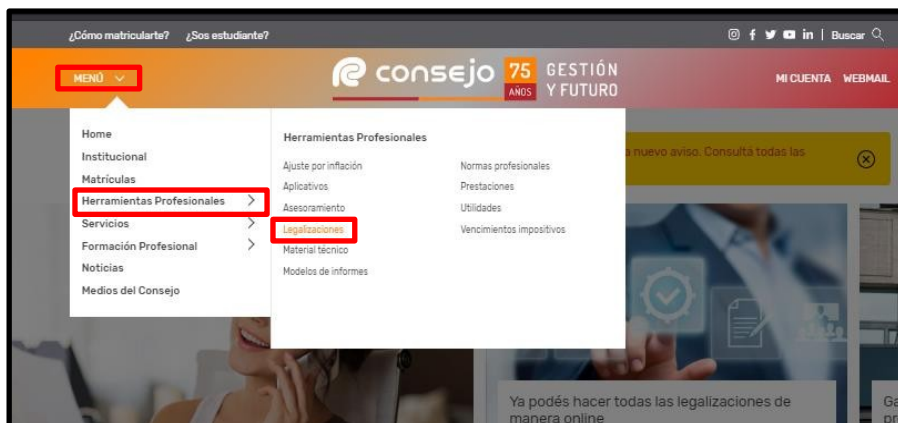 ¿Cómo matricularte? ¿Sos estudiante?
| Buscar
MENÚ
consejo 75 AÑOS GESTIÓN Y FUTURO
MI CUENTA WEBMAIL
Home
Institucional
Matrículas
Herramientas Profesionales
Servicios
Formación Profesional
Noticias
Medios del Consejo
Herramientas Profesionales
Ajuste por inflación
Aplicativos
Asesoramiento
Legalizaciones
Material técnico
Modelos de informes
Normas profesionales
Prestaciones
Utilidades
Vencimientos impositivos
nuevo aviso. Consultá todas las
Ya podés hacer todas las legalizaciones de
manera online